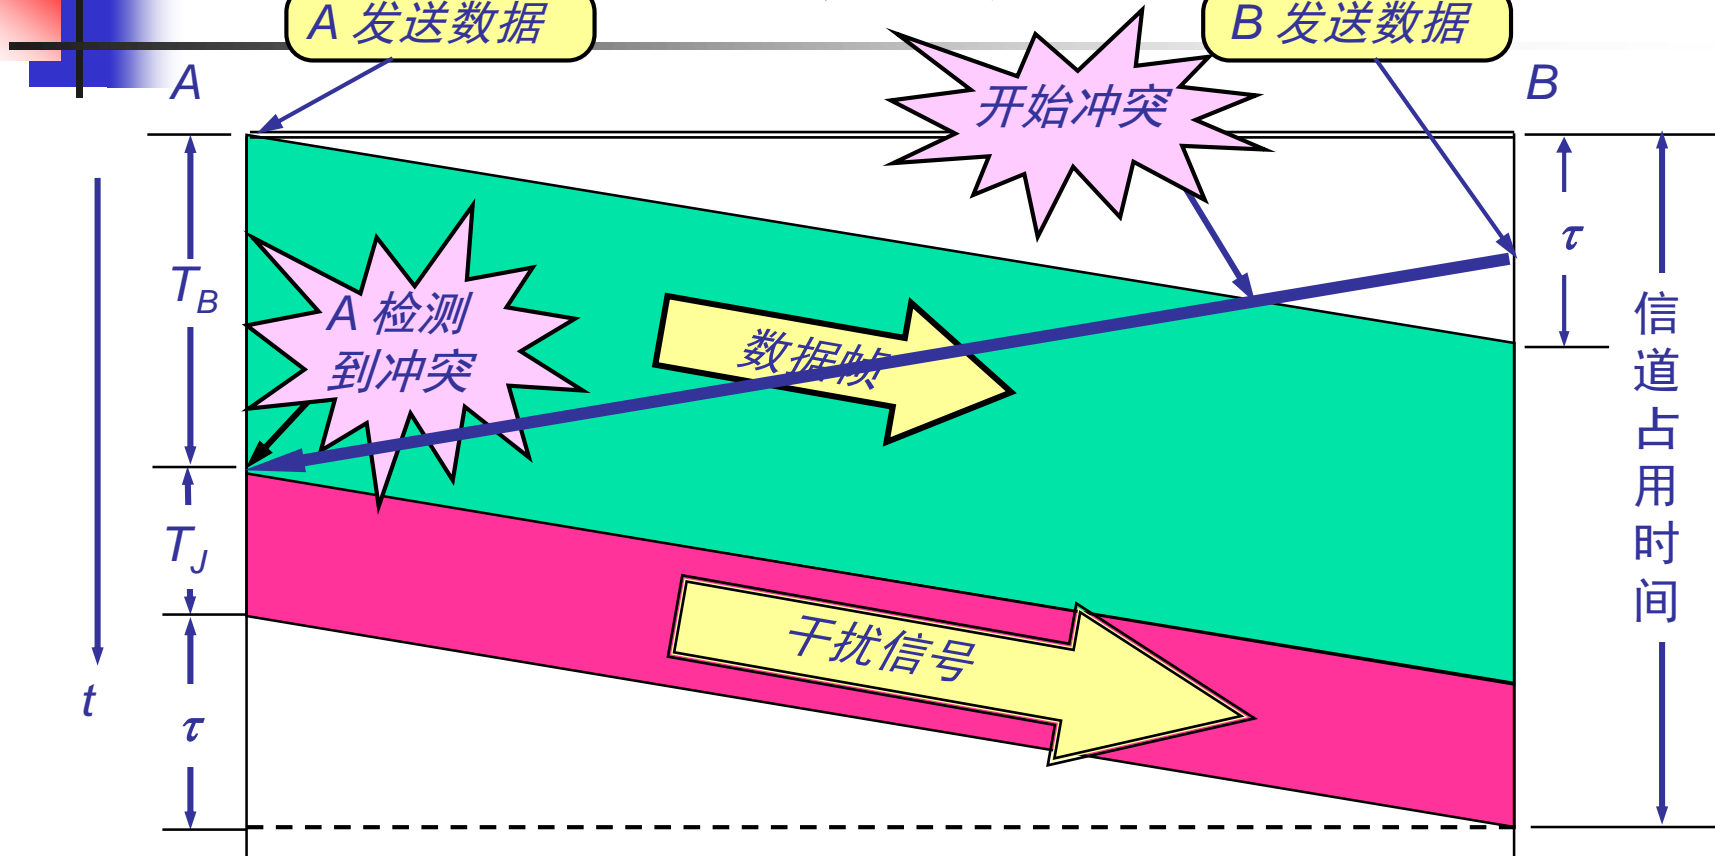 A 发送数据
B 发送数据
A
B
开始冲突
τ
T_B
A 检测
到冲突
数据帧
信道占用时间
T_J
干扰信号
t
τ